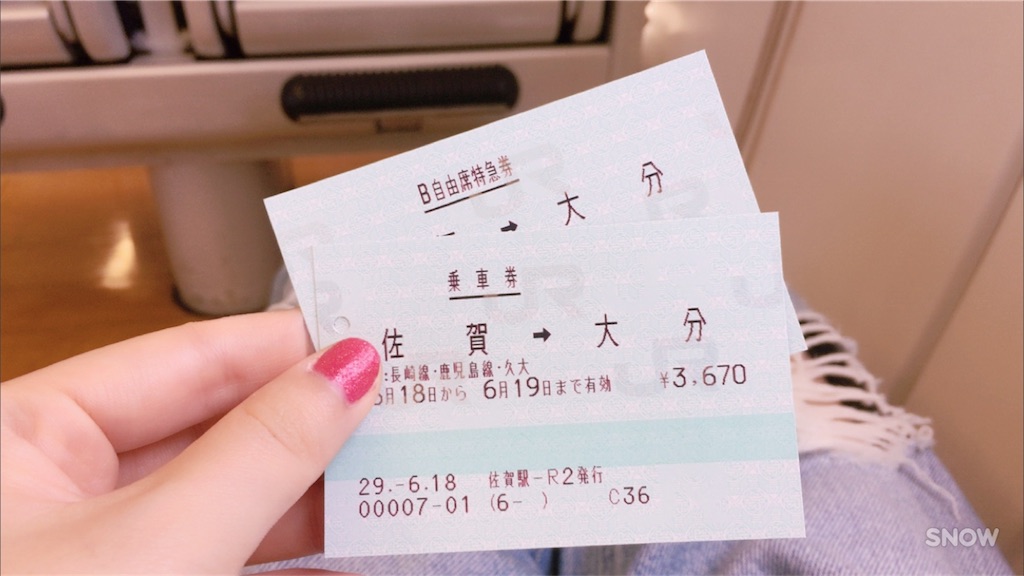 B自由席特急券
➡ 大分
乗車券
佐賀 ➡ 大分
:長崎線・鹿児島線・久大
月18日から 6月19日まで有効 ¥3,670
29.-6.18 佐賀駅-R2発行
00007-01 (6- ) C36
SNOW